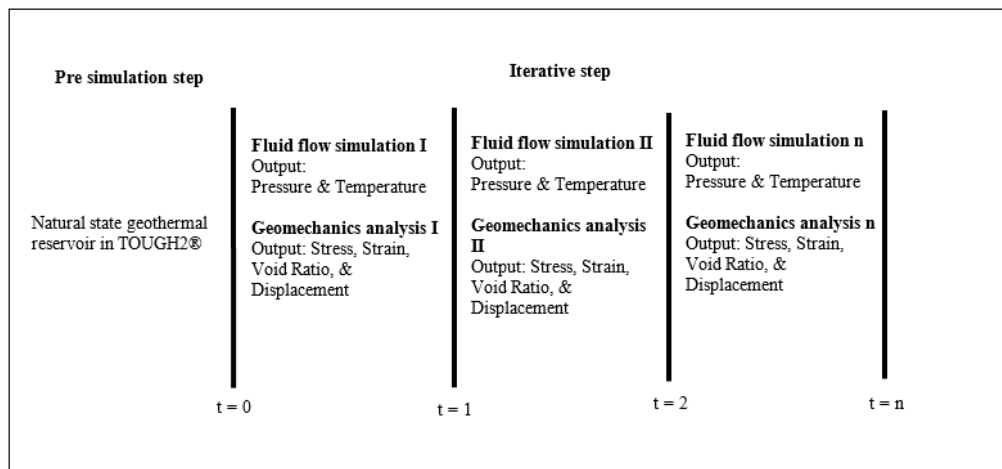 Pre simulation step
Iterative step
Natural state geothermal
reservoir in TOUGH2®
Fluid flow simulation I
Output:
Pressure & Temperature
Geomechanics analysis I
Output: Stress, Strain,
Void Ratio, &
Displacement
Fluid flow simulation II
Output:
Pressure & Temperature
Geomechanics analysis
II
Output: Stress, Strain,
Void Ratio, &
Displacement
Fluid flow simulation n
Output:
Pressure & Temperature
Geomechanics analysis n
Output: Stress, Strain,
Void Ratio, &
Displacement
t = 0
t = 1
t = 2
t = n